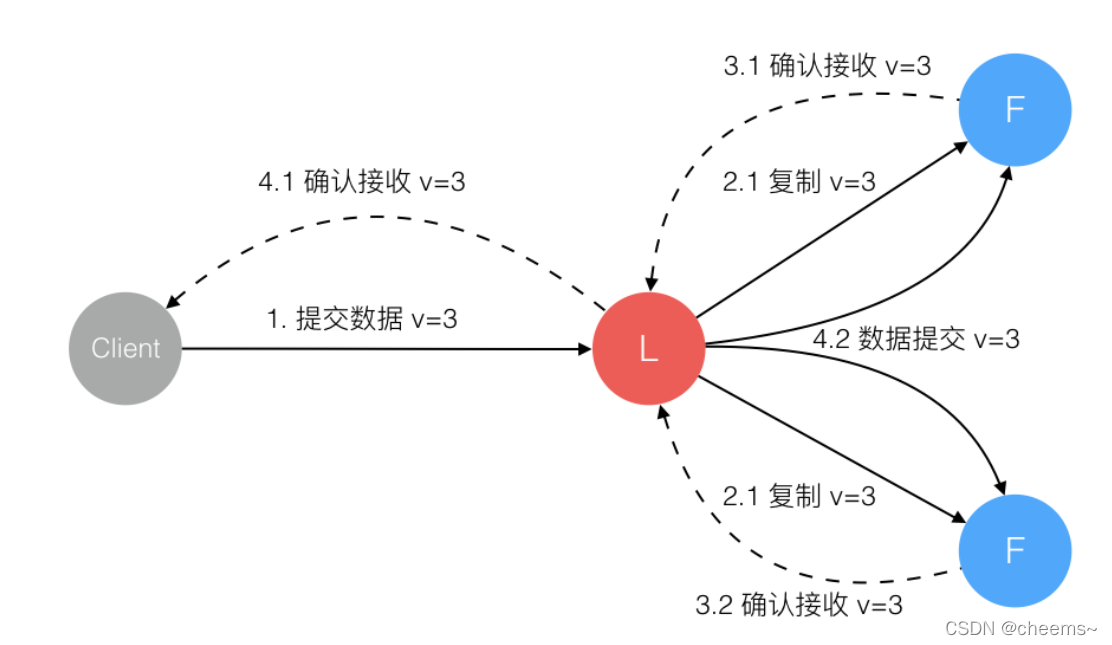 3.1 确认接收 v=3
F
2.1 复制 v=3
4.1 确认接收 v=3
1. 提交数据 v=3
Client
L
4.2 数据提交 v=3
2.1 复制 v=3
F
3.2 确认接收 v=3
CSDN @cheems~